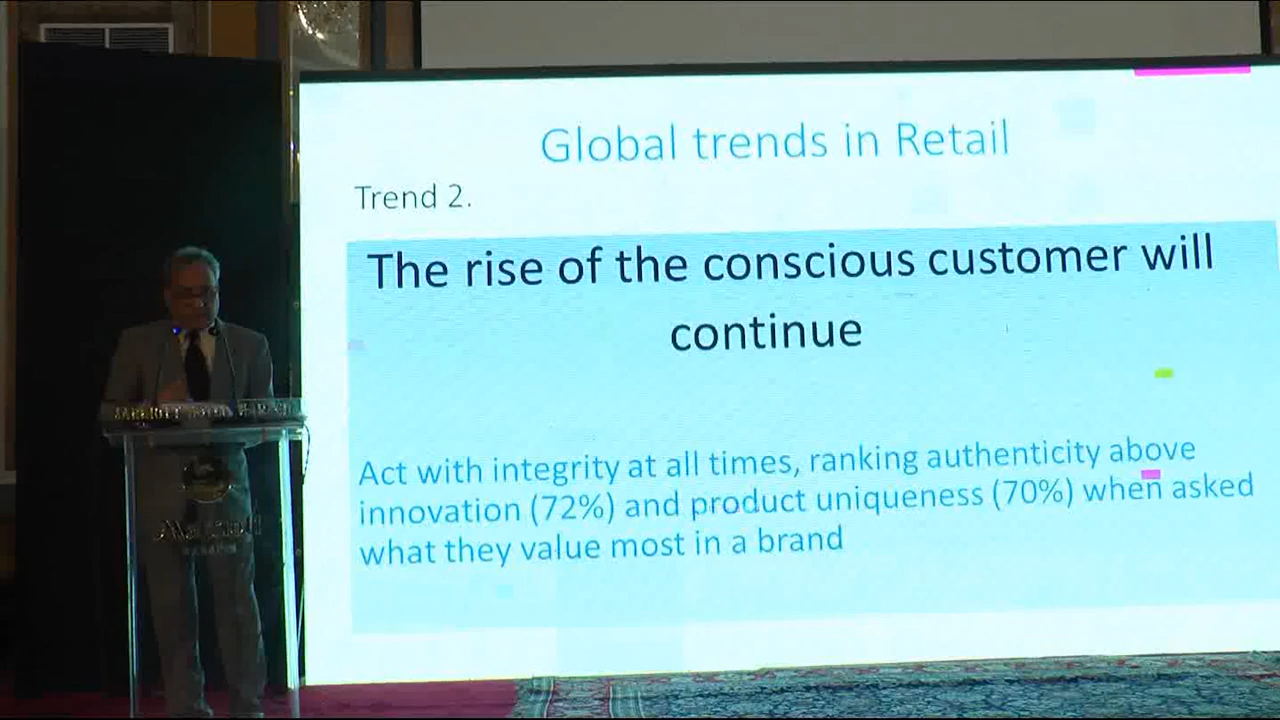 Global trends in Retail
Trend 2.
The rise of the conscious customer will
continue
Act with integrity at all times, ranking authenticity above
innovation (72%) and product uniqueness (70%) when asked
what they value most in a brand
Marriott